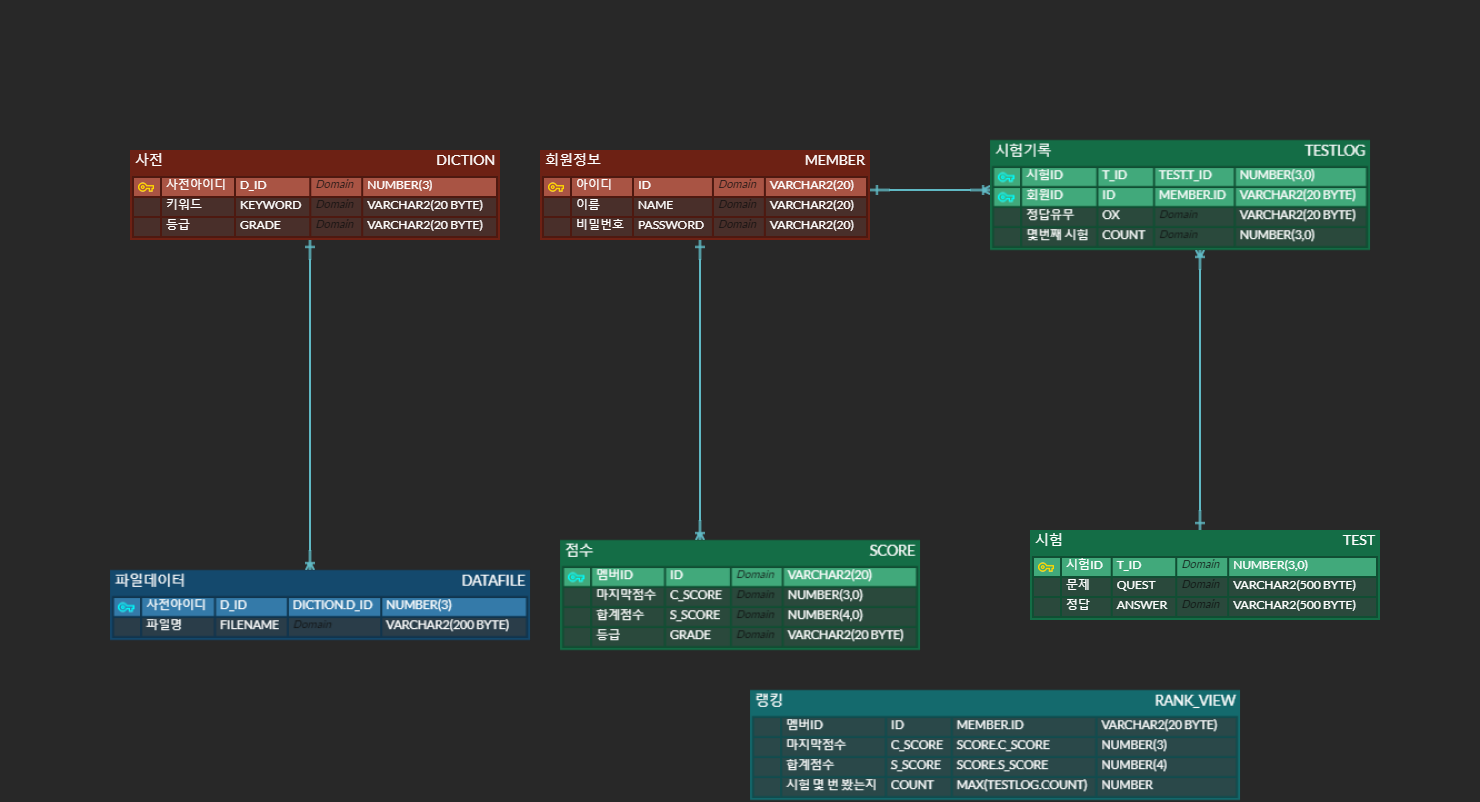 사전 DICTION
사전아이디 D_ID Domain NUMBER(3)
키워드 KEYWORD Domain VARCHAR2(20 BYTE)
등급 GRADE Domain VARCHAR2(20 BYTE)
회원정보 MEMBER
아이디 ID Domain VARCHAR2(20)
이름 NAME Domain VARCHAR2(20)
비밀번호 PASSWORD Domain VARCHAR2(20)
시험기록 TESTLOG
시험ID T_ID TEST.T_ID NUMBER(3,0)
회원ID ID MEMBER.ID VARCHAR2(20 BYTE)
정답유무 OX Domain VARCHAR2(20 BYTE)
몇번째 시험 COUNT Domain NUMBER(3,0)
파일데이터 DATAFILE
사전아이디 D_ID DICTION.D_ID NUMBER(3)
파일명 FILENAME Domain VARCHAR2(200 BYTE)
점수 SCORE
멤버ID ID Domain VARCHAR2(20)
마지막점수 C_SCORE Domain NUMBER(3,0)
합계점수 S_SCORE Domain NUMBER(4,0)
등급 GRADE Domain VARCHAR2(20 BYTE)
시험 TEST
시험ID T_ID Domain NUMBER(3,0)
문제 QUEST Domain VARCHAR2(500 BYTE)
정답 ANSWER Domain VARCHAR2(500 BYTE)
랭킹 RANK_VIEW
멤버ID ID MEMBER.ID VARCHAR2(20 BYTE)
마지막점수 C_SCORE SCORE.C_SCORE NUMBER(3)
합계점수 S_SCORE SCORE.S_SCORE NUMBER(4)
시험 몇 번 봤는지 COUNT MAX(TESTLOG.COUNT) NUMBER